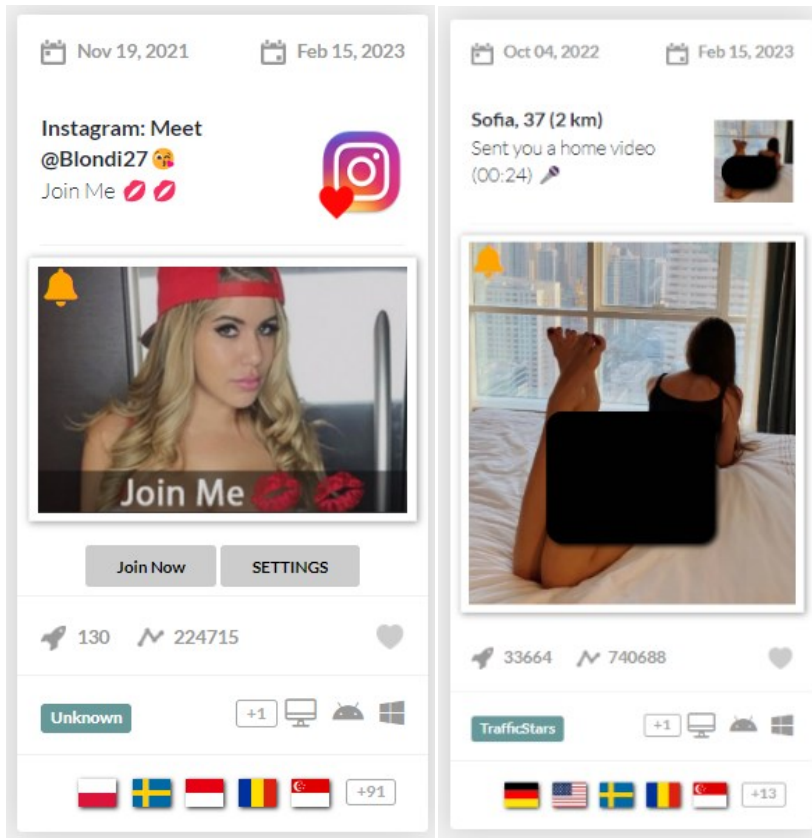 Nov 19, 2021 Feb 15, 2023
Instagram: Meet
@Blondi27 😘
Join Me 💋 💋
Join Me 💋 💋
Join Now SETTINGS
130 224715
Unknown +1
+91
Oct 04, 2022 Feb 15, 2023
Sofia, 37 (2 km)
Sent you a home video
(00:24) 🎤
33664 740688
TrafficStars +1
+13